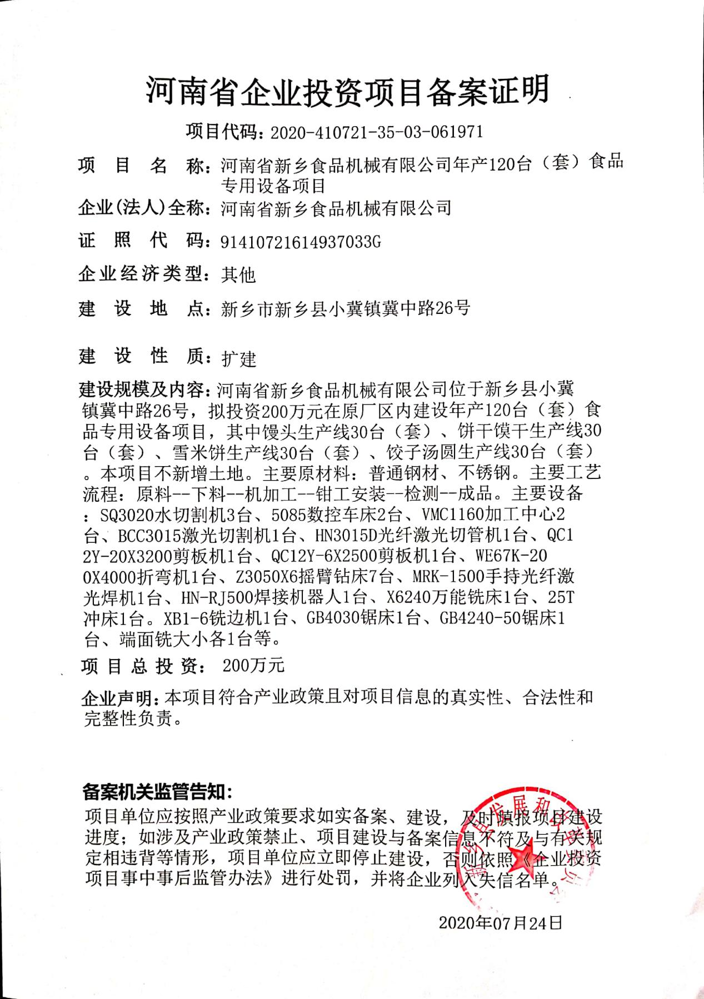 河南省企业投资项目备案证明
项目代码：2020-410721-35-03-061971
项目名称：河南省新乡食品机械有限公司年产120台（套）食品
专用设备项目
企业(法人)全称：河南省新乡食品机械有限公司
证照代码：91410721614937033G
企业经济类型：其他
建设地点：新乡市新乡县小冀镇冀中路26号
建设性质：扩建
建设规模及内容：河南省新乡食品机械有限公司位于新乡县小冀
镇冀中路26号，拟投资200万元在原厂区内建设年产120台（套）食
品专用设备项目，其中馒头生产线30台（套）、饼干馍干生产线30
台（套）、雪米饼生产线30台（套）、饺子汤圆生产线30台（套）
。本项目不新增土地。主要原材料：普通钢材、不锈钢。主要工艺
流程：原料--下料--机加工--钳工安装--检测--成品。主要设备
：SQ3020水切割机3台、5085数控车床2台、VMC1160加工中心2
台、BCC3015激光切割机1台、HN3015D光纤激光切管机1台、QC1
2Y-20X3200剪板机1台、QC12Y-6X2500剪板机1台、WE67K-20
0X4000折弯机1台、Z3050X6摇臂钻床7台、MRK-1500手持光纤激
光焊机1台、HN-RJ500焊接机器人1台、X6240万能铣床1台、25T
冲床1台。XB1-6铣边机1台、GB4030锯床1台、GB4240-50锯床1
台、端面铣大小各1台等。
项目总投资：200万元
企业声明：本项目符合产业政策且对项目信息的真实性、合法性和
完整性负责。
备案机关监管告知：
项目单位应按照产业政策要求如实备案、建设，及时填报项目建设
进度；如涉及产业政策禁止、项目建设与备案信息不符及与有关规
定相违背等情形，项目单位应立即停止建设，否则依照《企业投资
项目事中事后监管办法》进行处罚，并将企业列入失信名单。
新乡县发展和改革委员会
2020年07月24日